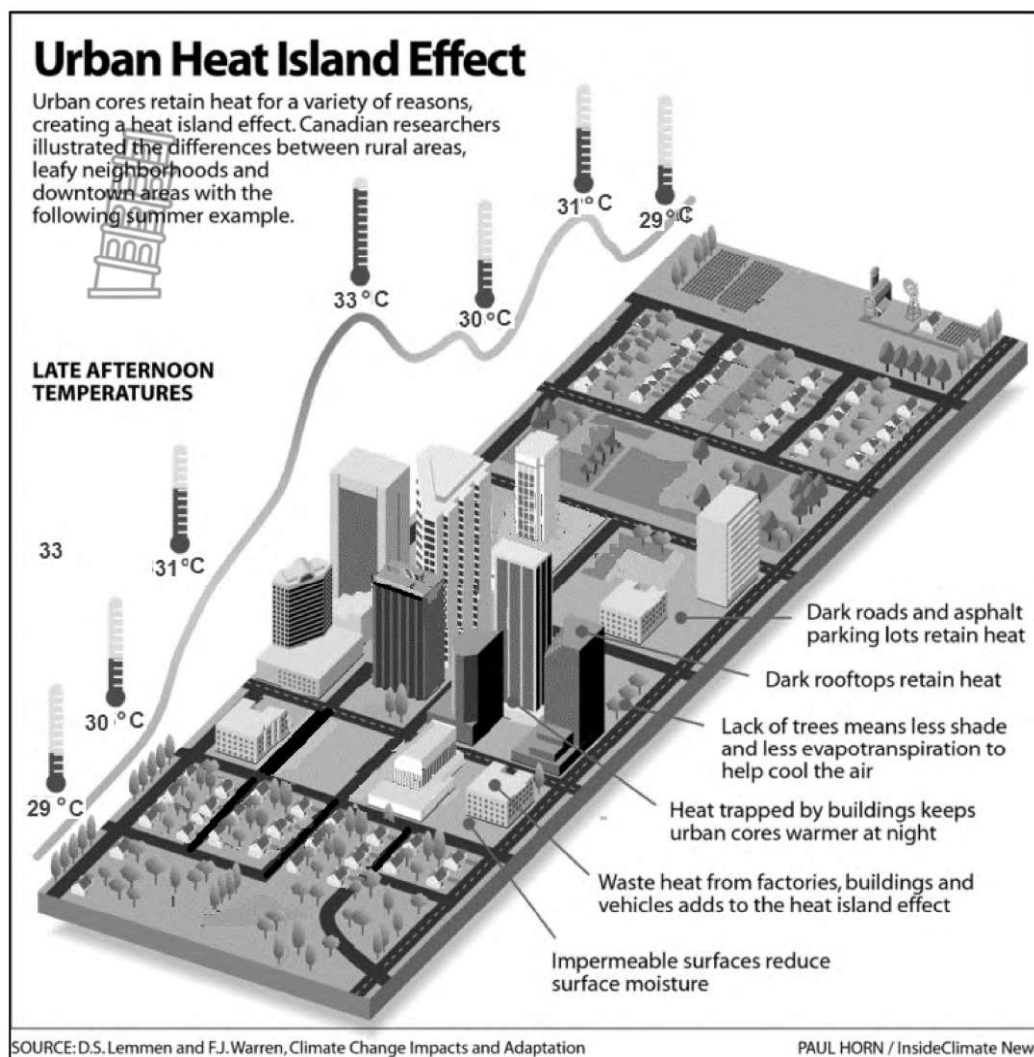 Urban Heat Island Effect
Urban cores retain heat for a variety of reasons,
creating a heat island effect. Canadian researchers
illustrated the differences between rural areas,
leafy neighborhoods and
downtown areas with the
following summer example.
31°C
29°C
33°C
30°C
LATE AFTERNOON
TEMPERATURES
33
31°C
30°C
29°C
Dark roads and asphalt
parking lots retain heat
Dark rooftops retain heat
Lack of trees means less shade
and less evapotranspiration to
help cool the air
Heat trapped by buildings keeps
urban cores warmer at night
Waste heat from factories, buildings and
vehicles adds to the heat island effect
Impermeable surfaces reduce
surface moisture
SOURCE: D.S. Lemmen and F.J. Warren, Climate Change Impacts and Adaptation
PAUL HORN / InsideClimate New